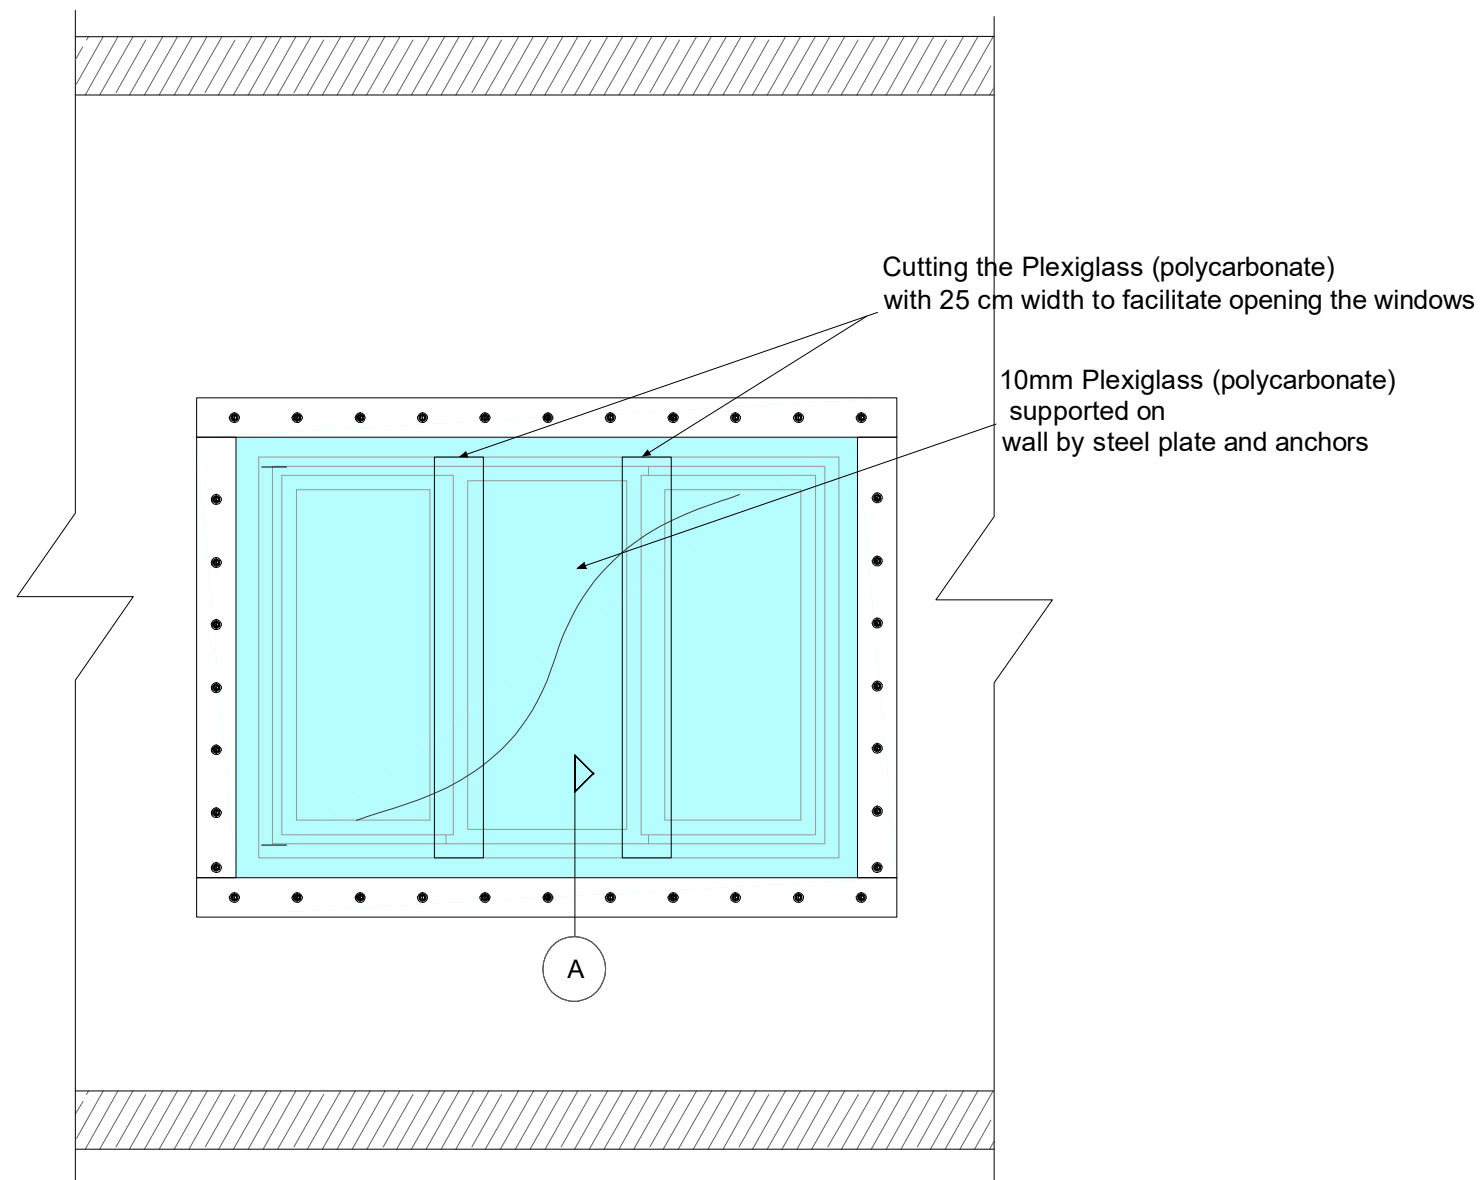 Cutting the Plexiglass (polycarbonate)
with 25 cm width to facilitate opening the windows
10mm Plexiglass (polycarbonate)
supported on
wall by steel plate and anchors
A